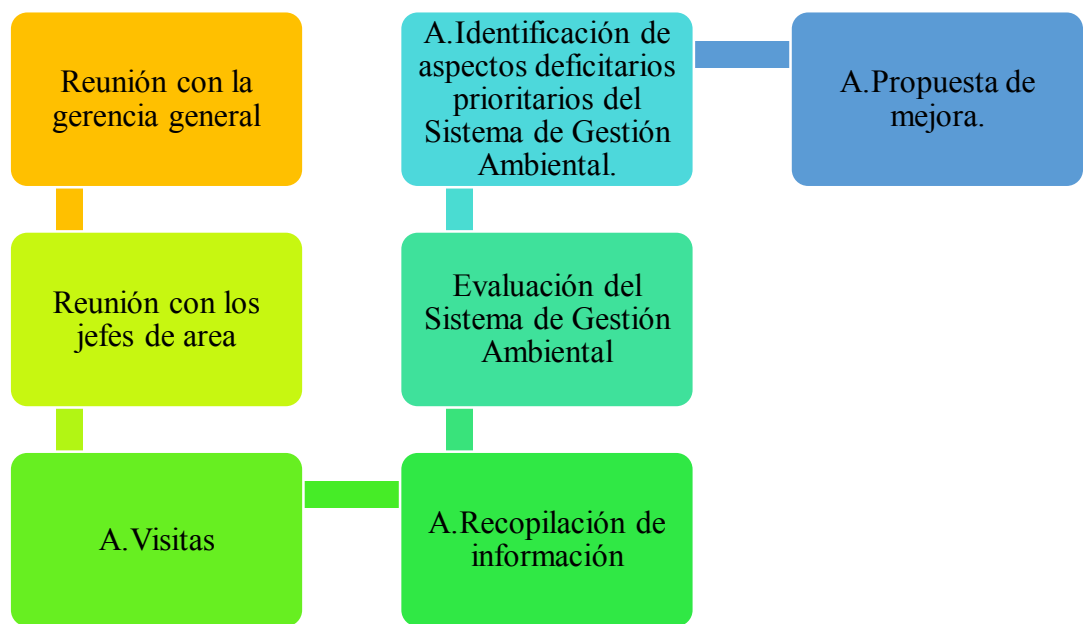 Reunión con la
gerencia general
Reunión con los
jefes de area
A.Visitas
A.Recopilación de
información
Evaluación del
Sistema de Gestión
Ambiental
A.Identificación de
aspectos deficitarios
prioritarios del
Sistema de Gestión
Ambiental.
A.Propuesta de
mejora.